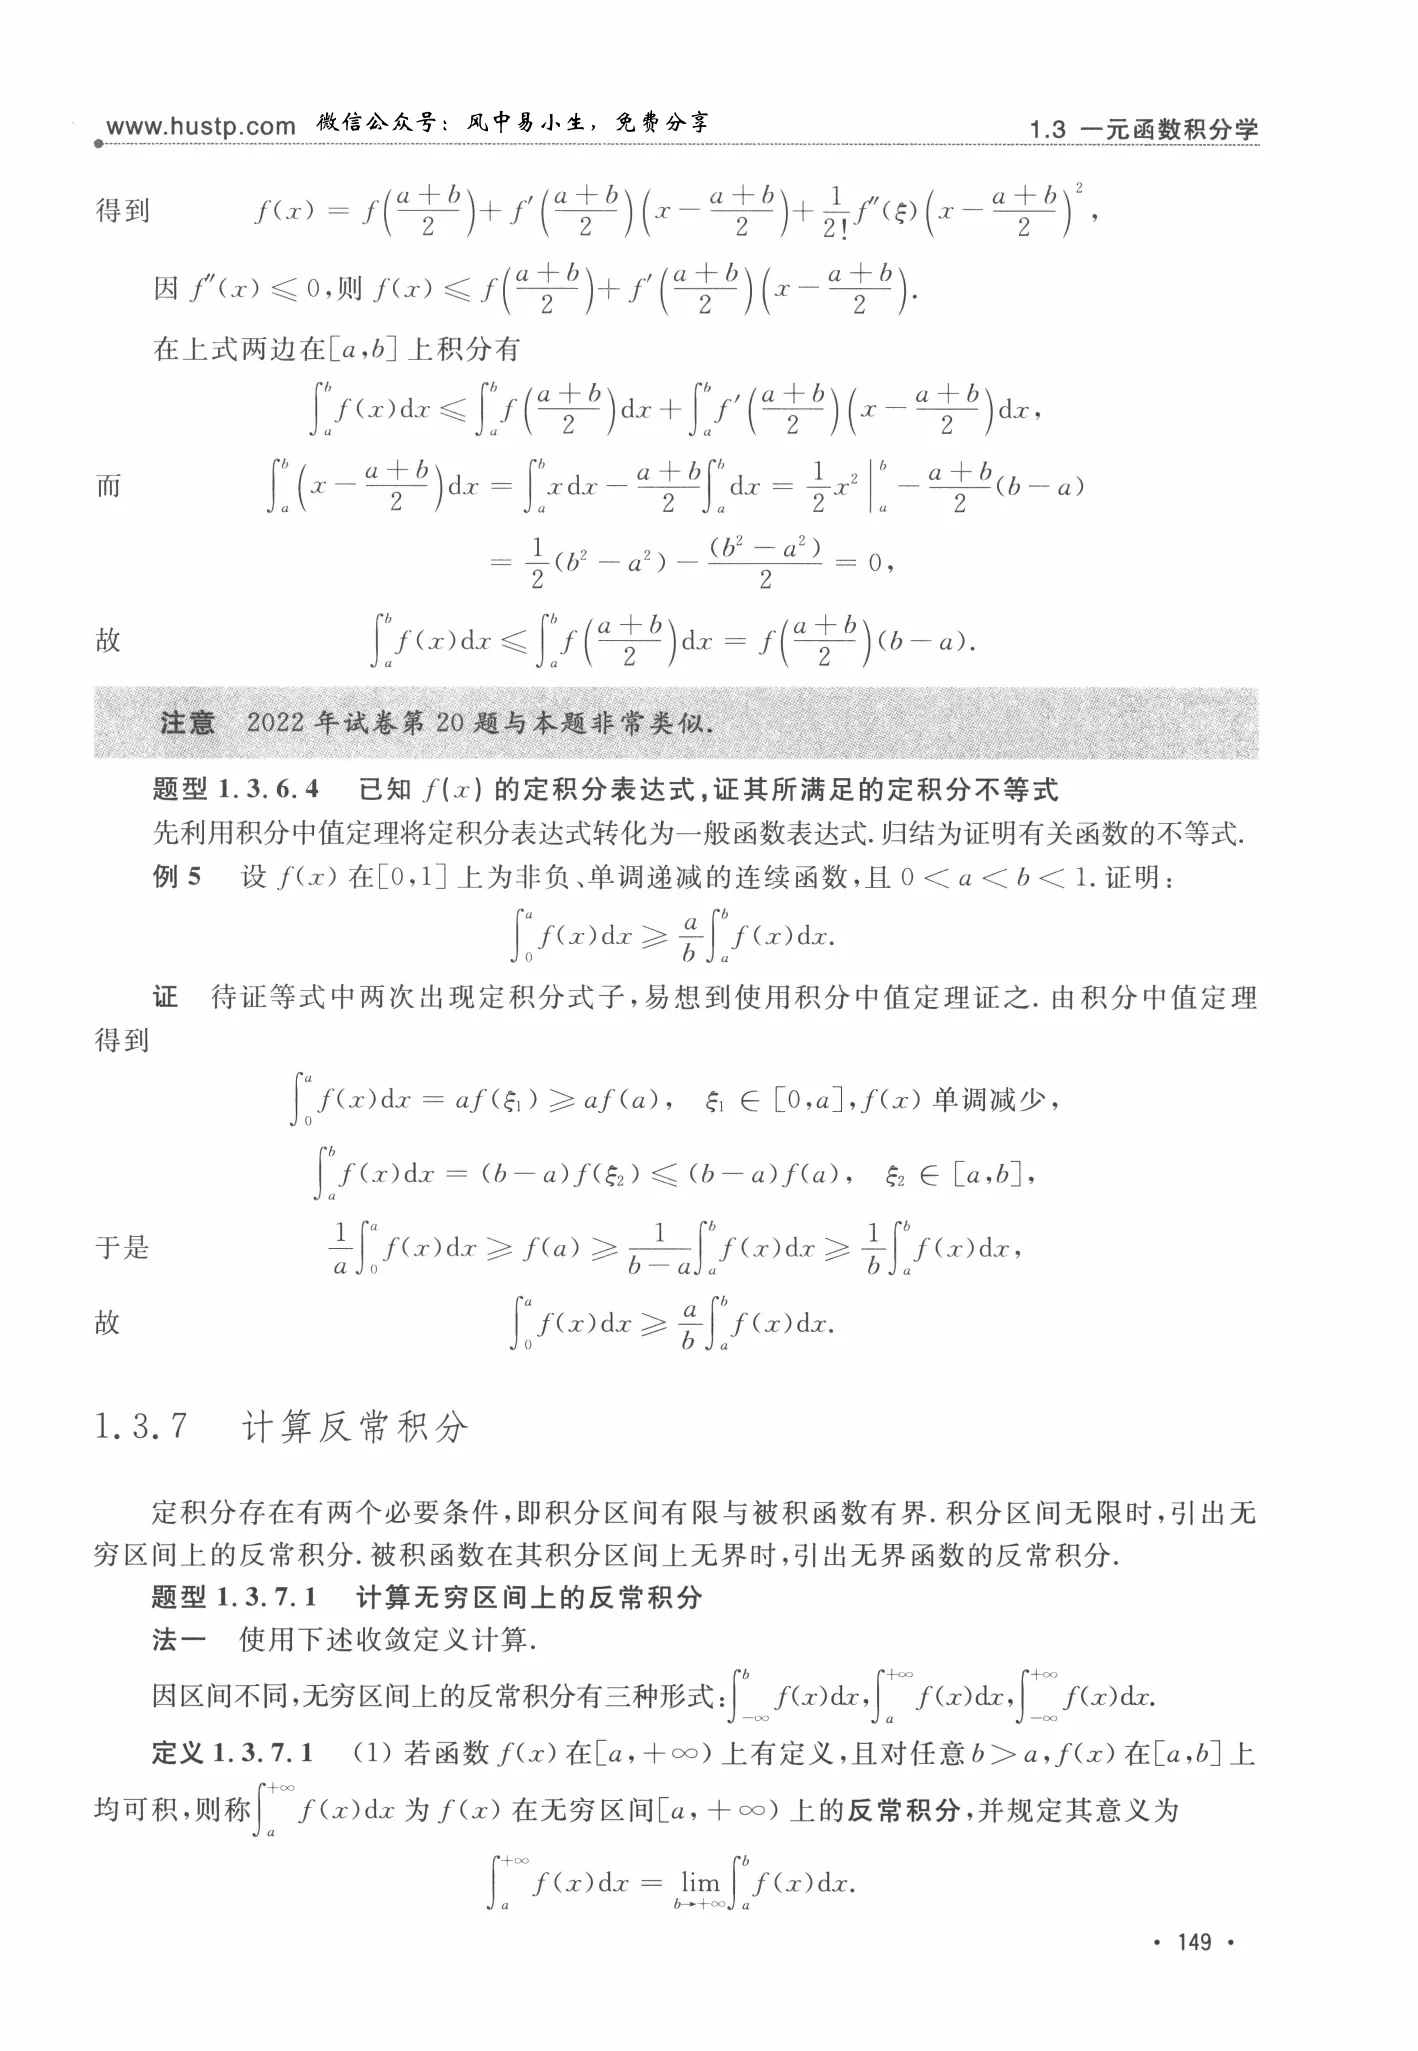 www.hustp.com 微信公众号：风中易小生，免费分享 1.3 一元函数积分学
得到 $f(x)=f\left(\frac{a+b}{2}\right)+f'\left(\frac{a+b}{2}\right)\left(x-\frac{a+b}{2}\right)+\frac{1}{2!}f''(\xi)\left(x-\frac{a+b}{2}\right)^2,$
因 $f''(x)\leqslant 0$,则 $f(x)\leqslant f\left(\frac{a+b}{2}\right)+f'\left(\frac{a+b}{2}\right)\left(x-\frac{a+b}{2}\right).$
在上式两边在[a,b]上积分有
$\int_a^b f(x)dx\leqslant\int_a^b f\left(\frac{a+b}{2}\right)dx+\int_a^b f'\left(\frac{a+b}{2}\right)\left(x-\frac{a+b}{2}\right)dx,$
而 $\int_a^b\left(x-\frac{a+b}{2}\right)dx=\int_a^b xdx-\frac{a+b}{2}\int_a^b dx=\frac{1}{2}x^2\Big|_a^b-\frac{a+b}{2}(b-a)$
$=\frac{1}{2}(b^2-a^2)-\frac{(b^2-a^2)}{2}=0,$
故 $\int_a^b f(x)dx\leqslant\int_a^b f\left(\frac{a+b}{2}\right)dx=f\left(\frac{a+b}{2}\right)(b-a).$
注意 2022 年试卷第 20 题与本题非常类似.
题型 1.3.6.4 已知 f(x) 的定积分表达式,证其所满足的定积分不等式
先利用积分中值定理将定积分表达式转化为一般函数表达式.归结为证明有关函数的不等式.
例 5 设 f(x) 在[0,1]上为非负、单调递减的连续函数,且 0<a<b<1.证明:
$\int_0^a f(x)dx\geqslant\frac{a}{b}\int_a^b f(x)dx.$
证 待证等式中两次出现定积分式子,易想到使用积分中值定理证之.由积分中值定理
得到
$\int_0^a f(x)dx=af(\xi_1)\geqslant af(a),\quad \xi_1\in[0,a],f(x)$ 单调减少,
$\int_a^b f(x)dx=(b-a)f(\xi_2)\leqslant(b-a)f(a),\quad \xi_2\in[a,b],$
于是 $\frac{1}{a}\int_0^a f(x)dx\geqslant f(a)\geqslant\frac{1}{b-a}\int_a^b f(x)dx\geqslant\frac{1}{b}\int_a^b f(x)dx,$
故 $\int_0^a f(x)dx\geqslant\frac{a}{b}\int_a^b f(x)dx.$
1.3.7 计算反常积分
定积分存在有两个必要条件,即积分区间有限与被积函数有界.积分区间无限时,引出无
穷区间上的反常积分.被积函数在其积分区间上无界时,引出无界函数的反常积分.
题型 1.3.7.1 计算无穷区间上的反常积分
法一 使用下述收敛定义计算.
因区间不同,无穷区间上的反常积分有三种形式:$\int_{-\infty}^b f(x)dx,\int_a^{+\infty} f(x)dx,\int_{-\infty}^{+\infty} f(x)dx.$
定义 1.3.7.1 (1) 若函数 f(x) 在[a,+∞)上有定义,且对任意 b>a,f(x) 在[a,b]上
均可积,则称$\int_a^{+\infty} f(x)dx$ 为 f(x) 在无穷区间[a,+∞)上的反常积分,并规定其意义为
$\int_a^{+\infty} f(x)dx=\lim_{b\to+\infty}\int_a^b f(x)dx.$
· 149 ·